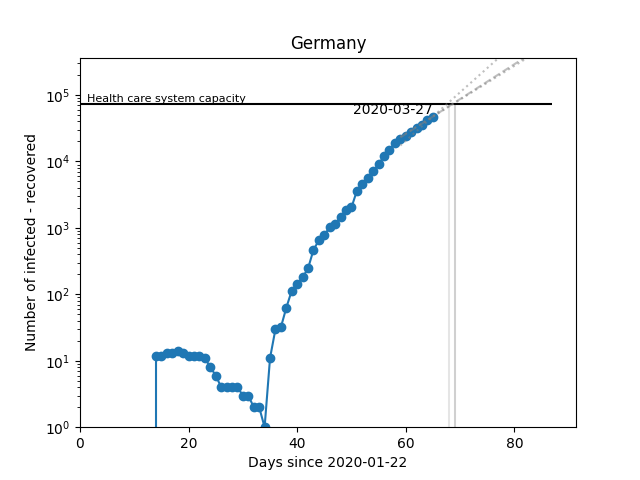 Germany
Number of infected - recovered
10^5
10^4
10^3
10^2
10^1
10^0
Health care system capacity
2020-03-27
0 20 40 60 80
Days since 2020-01-22